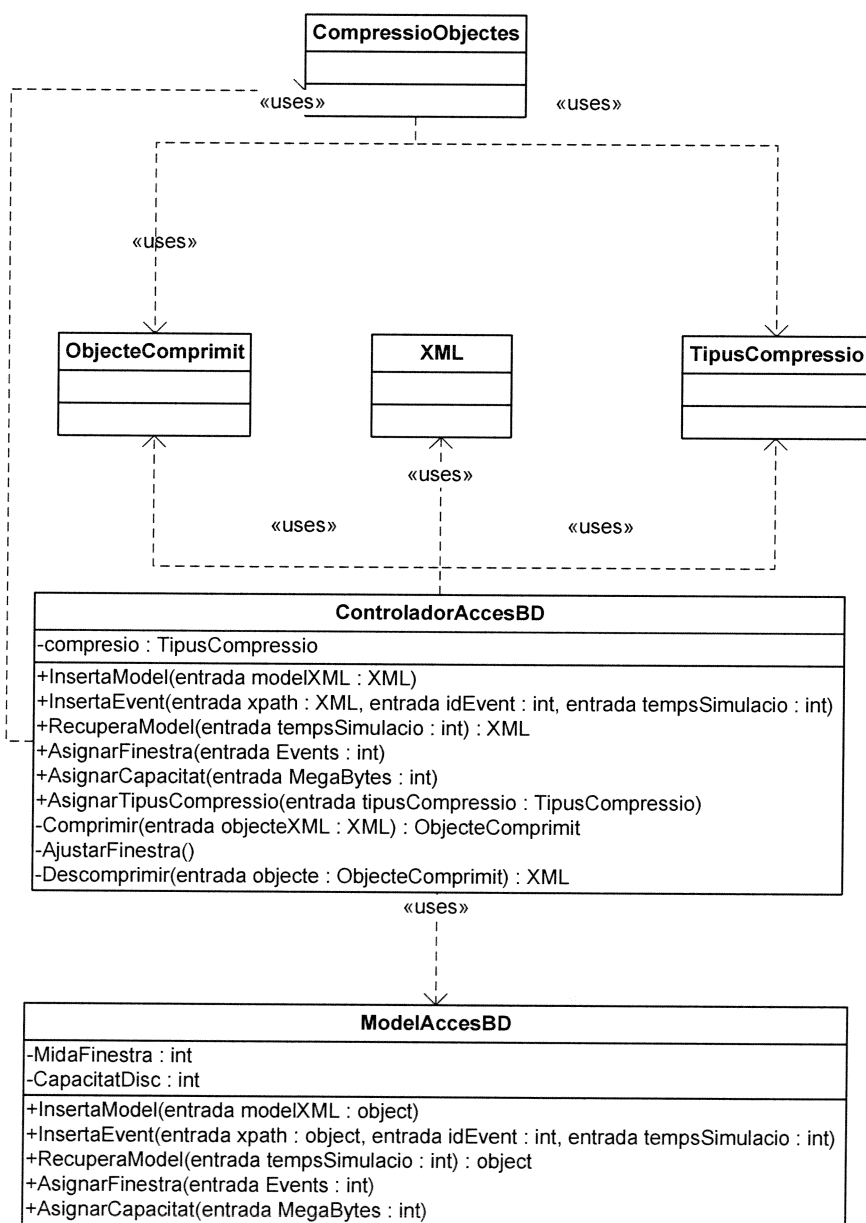 CompressioObjectes
«uses»
«uses»
«uses»
ObjecteComprimit
XML
TipusCompressio
«uses»
«uses»
«uses»
ControladorAccesBD
-compresio : TipusCompressio
+InsertaModel(entrada modelXML : XML)
+InsertaEvent(entrada xpath : XML, entrada idEvent : int, entrada tempsSimulacio : int)
+RecuperaModel(entrada tempsSimulacio : int) : XML
+AsignarFinestra(entrada Events : int)
+AsignarCapacitat(entrada MegaBytes : int)
+AsignarTipusCompressio(entrada tipusCompressio : TipusCompressio)
-Comprimir(entrada objecteXML : XML) : ObjecteComprimit
-AjustarFinestra()
-Descomprimir(entrada objecte : ObjecteComprimit) : XML
«uses»
ModelAccesBD
-MidaFinestra : int
-CapacitatDisc : int
+InsertaModel(entrada modelXML : object)
+InsertaEvent(entrada xpath : object, entrada idEvent : int, entrada tempsSimulacio : int)
+RecuperaModel(entrada tempsSimulacio : int) : object
+AsignarFinestra(entrada Events : int)
+AsignarCapacitat(entrada MegaBytes : int)